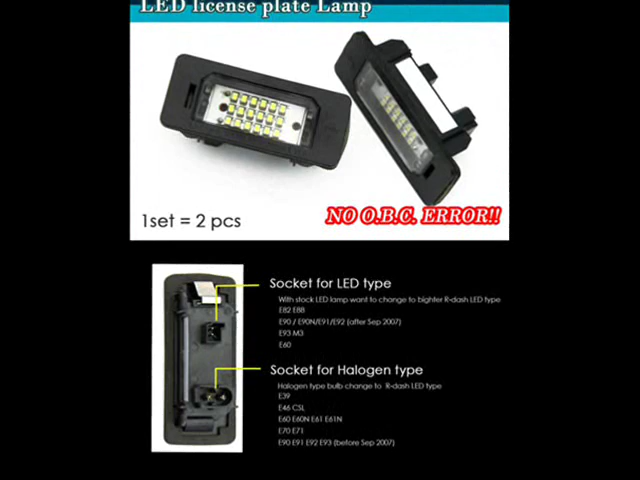 LED license plate Lamp
1set = 2 pcs
NO O.B.C. ERROR!!
Socket for LED type
With stock LED lamp want to change to bighter R-dash LED type
E82 E88
E90 / E90N/E91/E92 (after Sep 2007)
E93 M3
E60
Socket for Halogen type
Halogen type bulb change to R-dash LED type
E39
E46 CSL
E60 E60N E61 E61N
E70 E71
E90 E91 E92 E93 (before Sep 2007)